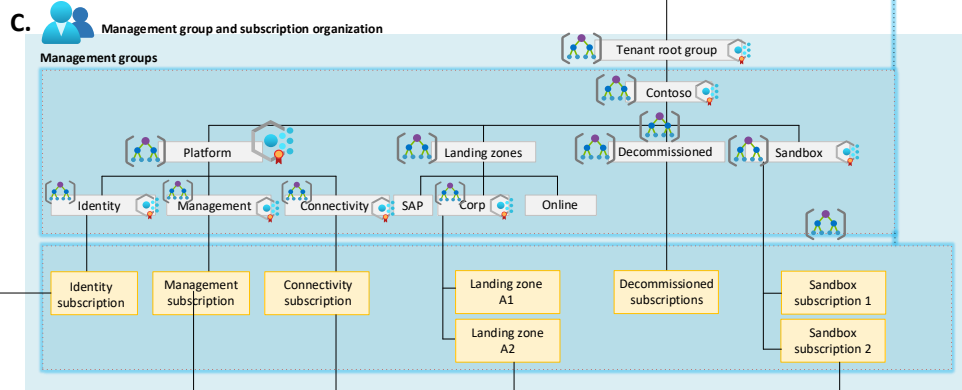 C.
Management group and subscription organization
Management groups
Tenant root group
Contoso
Platform
Landing zones
Decommissioned
Sandbox
Identity
Management
Connectivity
SAP
Corp
Online
Identity
subscription
Management
subscription
Connectivity
subscription
Landing zone
A1
Landing zone
A2
Decommissioned
subscriptions
Sandbox
subscription 1
Sandbox
subscription 2